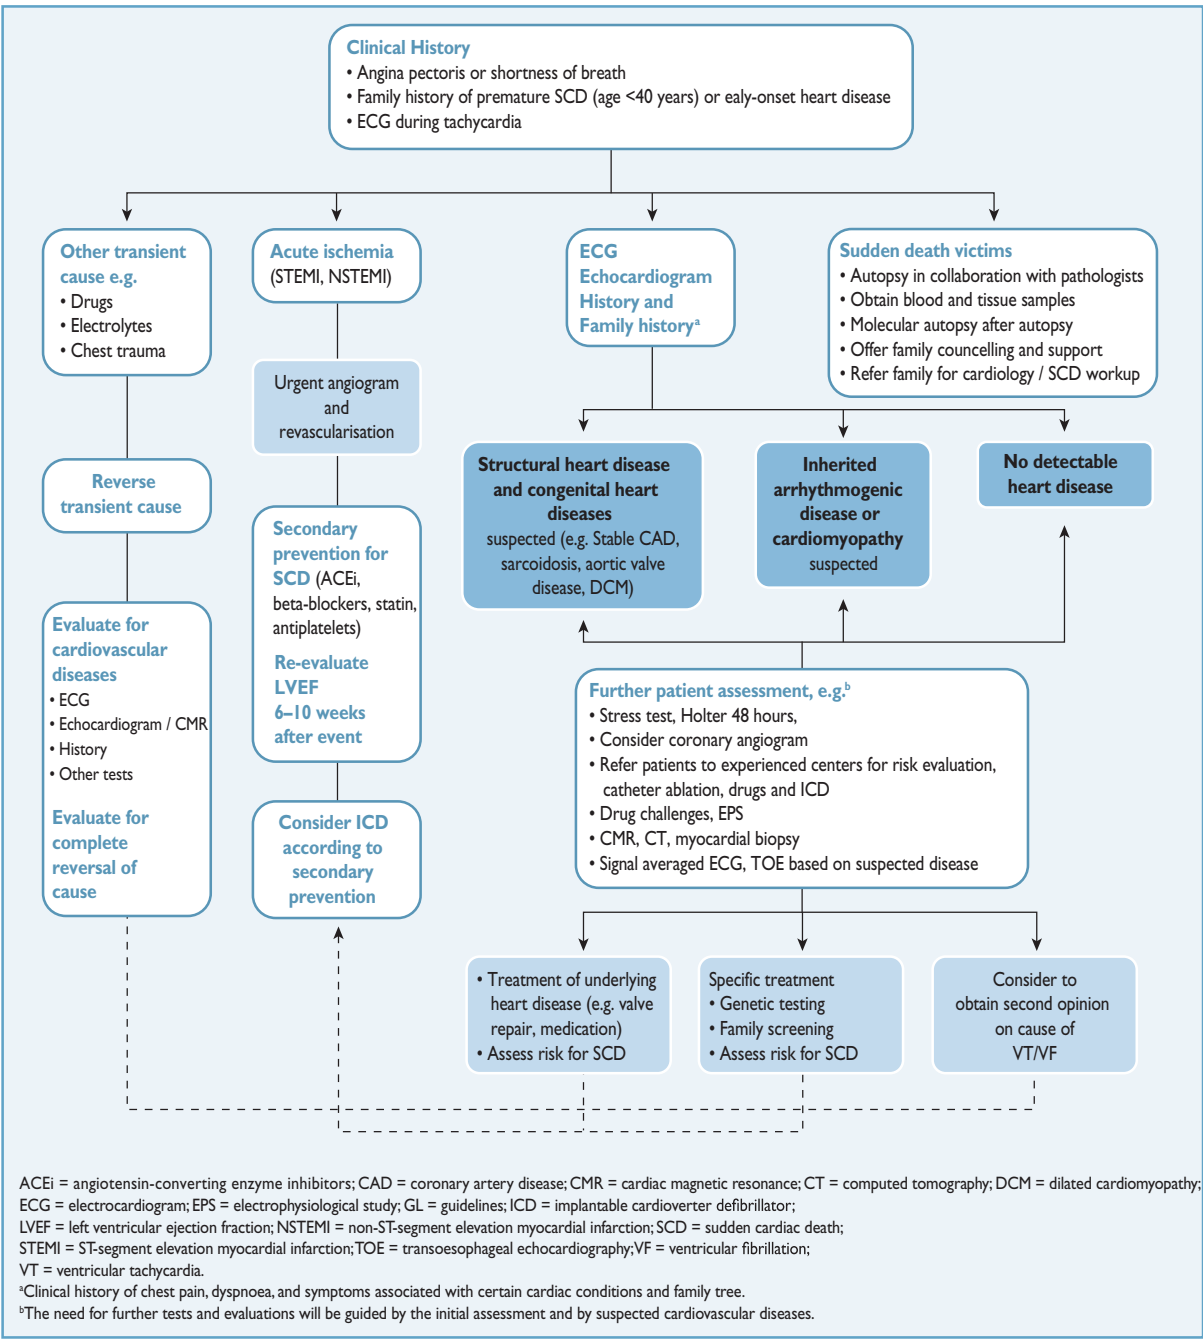 Clinical History
• Angina pectoris or shortness of breath
• Family history of premature SCD (age <40 years) or ealy-onset heart disease
• ECG during tachycardia
Other transient
cause e.g.
• Drugs
• Electrolytes
• Chest trauma
Reverse
transient cause
Evaluate for
cardiovascular
diseases
• ECG
• Echocardiogram / CMR
• History
• Other tests
Evaluate for
complete
reversal of
cause
Acute ischemia
(STEMI, NSTEMI)
Urgent angiogram
and
revascularisation
Secondary
prevention for
SCD (ACEi,
beta-blockers, statin,
antiplatelets)
Re-evaluate
LVEF
6–10 weeks
after event
Consider ICD
according to
secondary
prevention
ECG
Echocardiogram
History and
Family historyᵃ
Sudden death victims
• Autopsy in collaboration with pathologists
• Obtain blood and tissue samples
• Molecular autopsy after autopsy
• Offer family councelling and support
• Refer family for cardiology / SCD workup
Structural heart disease
and congenital heart
diseases
suspected (e.g. Stable CAD,
sarcoidosis, aortic valve
disease, DCM)
Inherited
arrhythmogenic
disease or
cardiomyopathy
suspected
No detectable
heart disease
Further patient assessment, e.g.ᵇ
• Stress test, Holter 48 hours,
• Consider coronary angiogram
• Refer patients to experienced centers for risk evaluation,
catheter ablation, drugs and ICD
• Drug challenges, EPS
• CMR, CT, myocardial biopsy
• Signal averaged ECG, TOE based on suspected disease
• Treatment of underlying
heart disease (e.g. valve
repair, medication)
• Assess risk for SCD
Specific treatment
• Genetic testing
• Family screening
• Assess risk for SCD
Consider to
obtain second opinion
on cause of
VT/VF
ACEi = angiotensin-converting enzyme inhibitors; CAD = coronary artery disease; CMR = cardiac magnetic resonance; CT = computed tomography; DCM = dilated cardiomyopathy;
ECG = electrocardiogram; EPS = electrophysiological study; GL = guidelines; ICD = implantable cardioverter defibrillator;
LVEF = left ventricular ejection fraction; NSTEMI = non-ST-segment elevation myocardial infarction; SCD = sudden cardiac death;
STEMI = ST-segment elevation myocardial infarction; TOE = transoesophageal echocardiography; VF = ventricular fibrillation;
VT = ventricular tachycardia.
ᵃClinical history of chest pain, dyspnoea, and symptoms associated with certain cardiac conditions and family tree.
ᵇThe need for further tests and evaluations will be guided by the initial assessment and by suspected cardiovascular diseases.